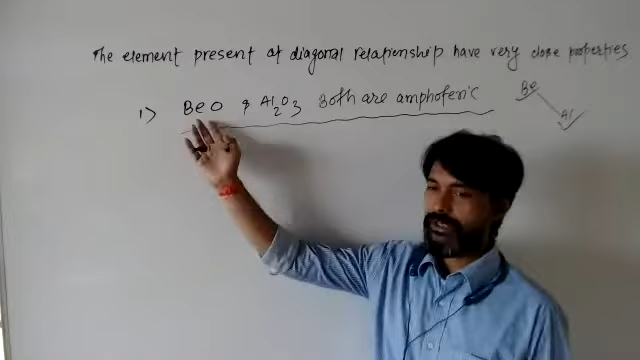 The element present at diagonal relationship have very close properties
1) BeO & Al2O3 Both are amphoteric
Be
Al